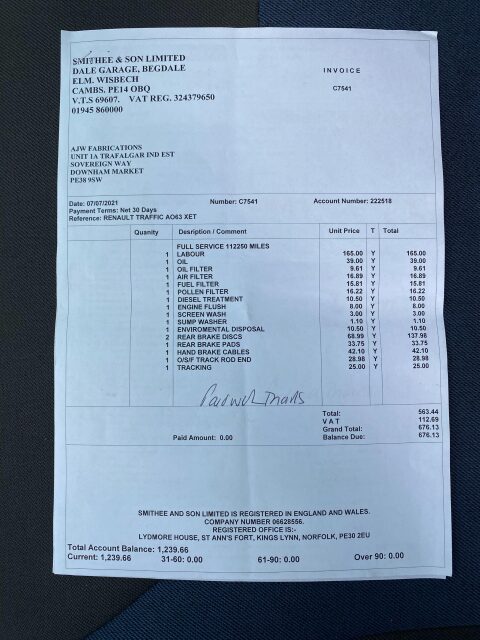 SMITHEE & SON LIMITED
DALE GARAGE, BEGDALE
ELM. WISBECH
CAMBS. PE14 OBQ
V.T.S 69607. VAT REG. 324379650
01945 860000
INVOICE
C7541
AJW FABRICATIONS
UNIT 1A TRAFALGAR IND EST
SOVEREIGN WAY
DOWNHAM MARKET
PE38 9SW
Date: 07/07/2021 Number: C7541 Account Number: 222518
Payment Terms: Net 30 Days
Reference: RENAULT TRAFFIC AO63 XET
Quanity Desription / Comment Unit Price T Total
FULL SERVICE 112250 MILES
1 LABOUR 165.00 Y 165.00
1 OIL 39.00 Y 39.00
1 OIL FILTER 9.61 Y 9.61
1 AIR FILTER 16.89 Y 16.89
1 FUEL FILTER 15.81 Y 15.81
1 POLLEN FILTER 16.22 Y 16.22
1 DIESEL TREATMENT 10.50 Y 10.50
1 ENGINE FLUSH 8.00 Y 8.00
1 SCREEN WASH 3.00 Y 3.00
1 SUMP WASHER 1.10 Y 1.10
1 ENVIROMENTAL DISPOSAL 10.50 Y 10.50
2 REAR BRAKE DISCS 68.99 Y 137.98
1 REAR BRAKE PADS 33.75 Y 33.75
1 HAND BRAKE CABLES 42.10 Y 42.10
1 O/S/F TRACK ROD END 28.98 Y 28.98
1 TRACKING 25.00 Y 25.00
Paid with Thanks
Total: 563.44
V A T 112.69
Grand Total: 676.13
Paid Amount: 0.00 Balance Due: 676.13
SMITHEE AND SON LIMITED IS REGISTERED IN ENGLAND AND WALES.
COMPANY NUMBER 06628556.
REGISTERED OFFICE IS:-
LYDMORE HOUSE, ST ANN'S FORT, KINGS LYNN, NORFOLK, PE30 2EU
Total Account Balance: 1,239.66
Current: 1,239.66 31-60: 0.00 61-90: 0.00 Over 90: 0.00